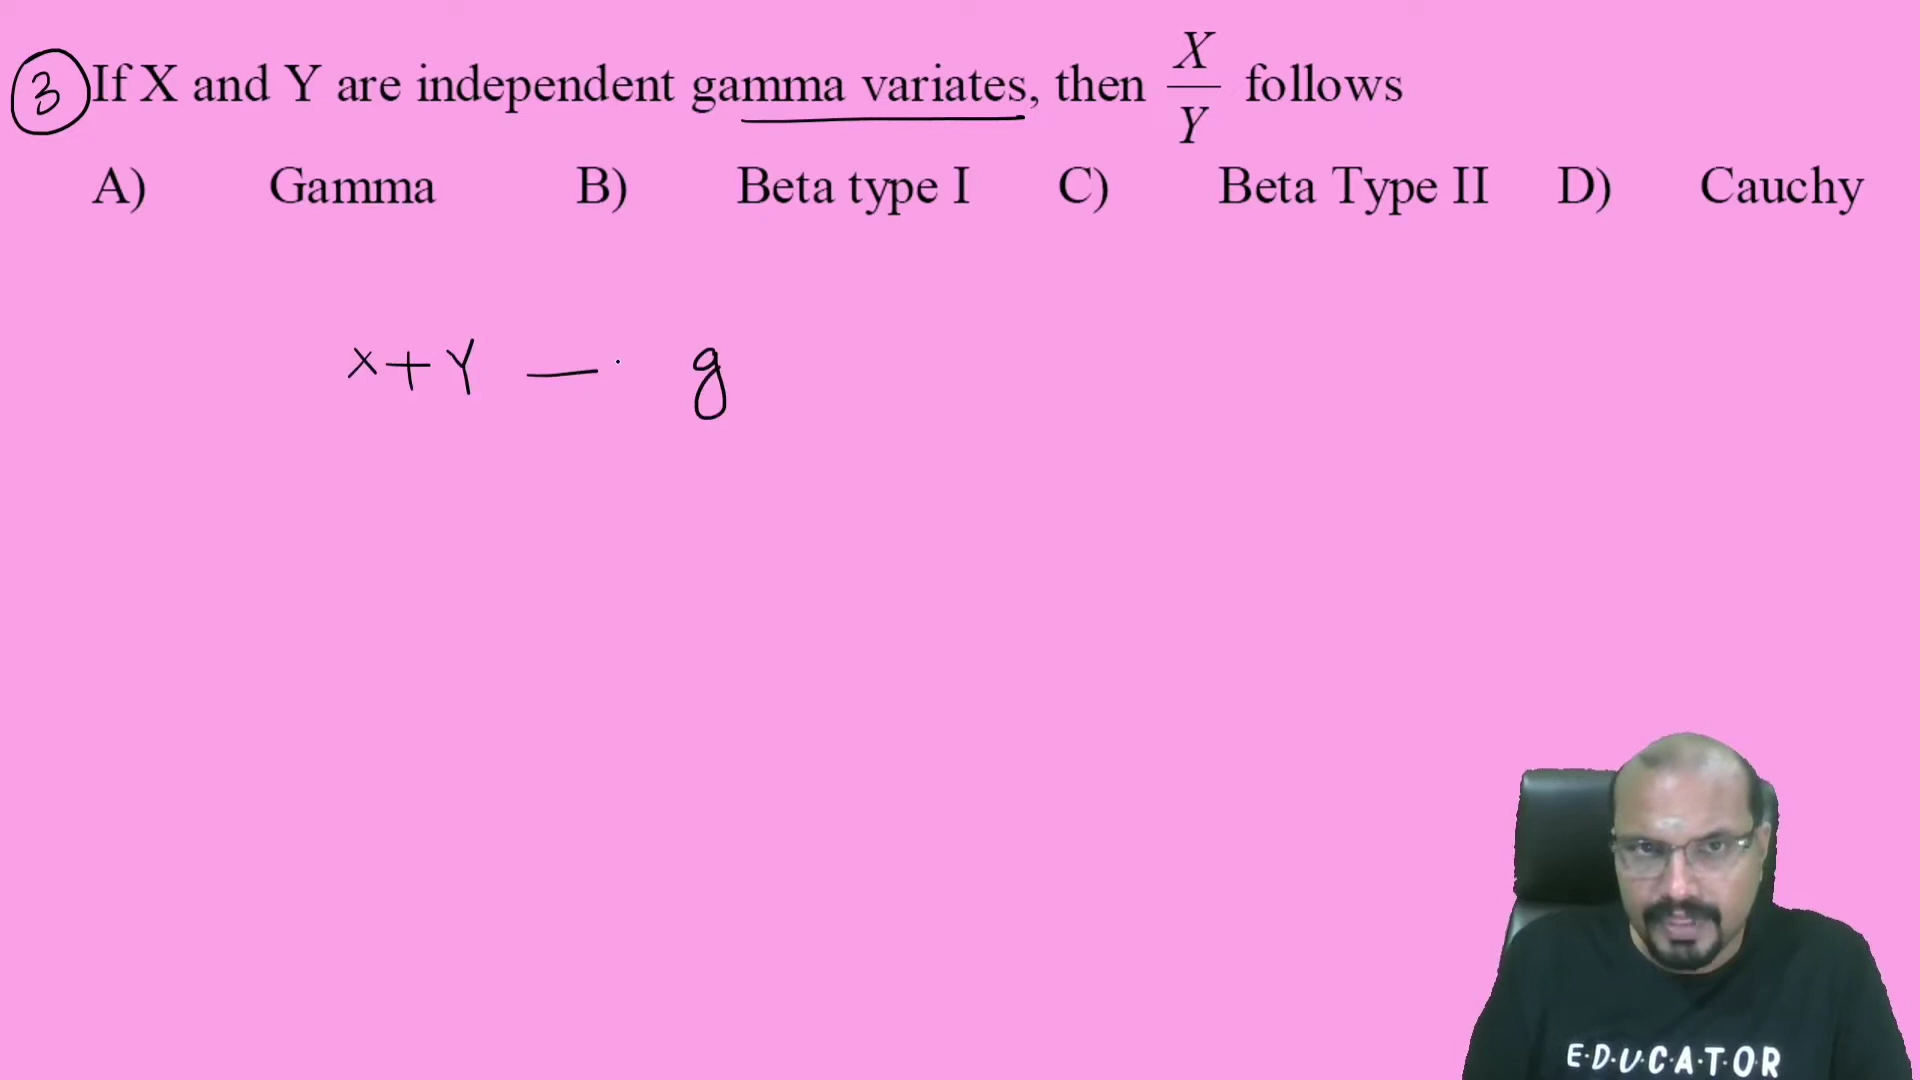 3 If X and Y are independent gamma variates, then X/Y follows
A) Gamma B) Beta type I C) Beta Type II D) Cauchy
X+Y — g
E·D·U·C·A·T·O·R